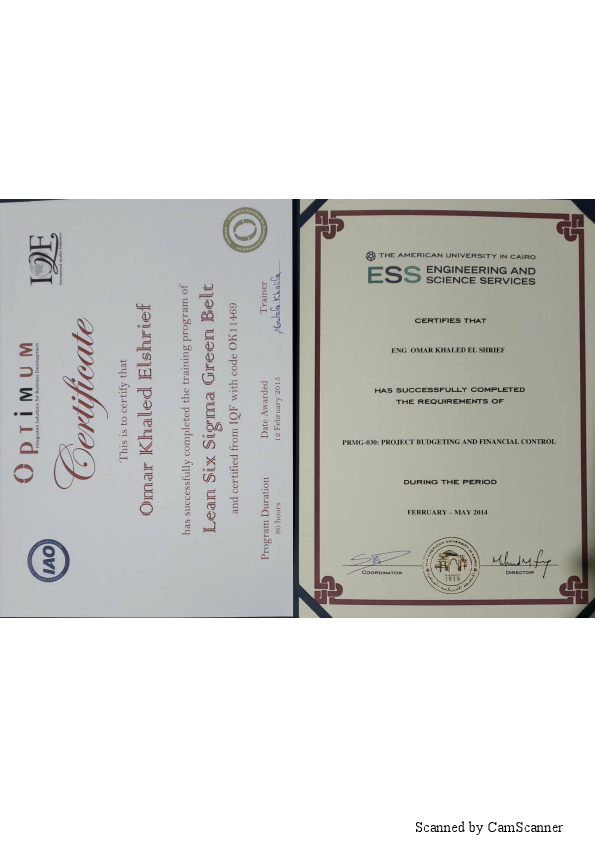 IAO
OPTIMUM
Integrated Solutions for Business Development
IQF
Certificate
This is to certify that
Omar Khaled Elshrief
has successfully completed the training program of
Lean Six Sigma Green Belt
and certified from IQF with code OK11469
Program Duration
80 hours
Date Awarded
12 February 2015
Trainer
THE AMERICAN UNIVERSITY IN CAIRO
ESS ENGINEERING AND
SCIENCE SERVICES
CERTIFIES THAT
ENG OMAR KHALED EL SHRIEF
HAS SUCCESSFULLY COMPLETED
THE REQUIREMENTS OF
PRMG-030: PROJECT BUDGETING AND FINANCIAL CONTROL
DURING THE PERIOD
FEBRUARY – MAY 2014
COORDINATOR
1919
DIRECTOR
Scanned by CamScanner